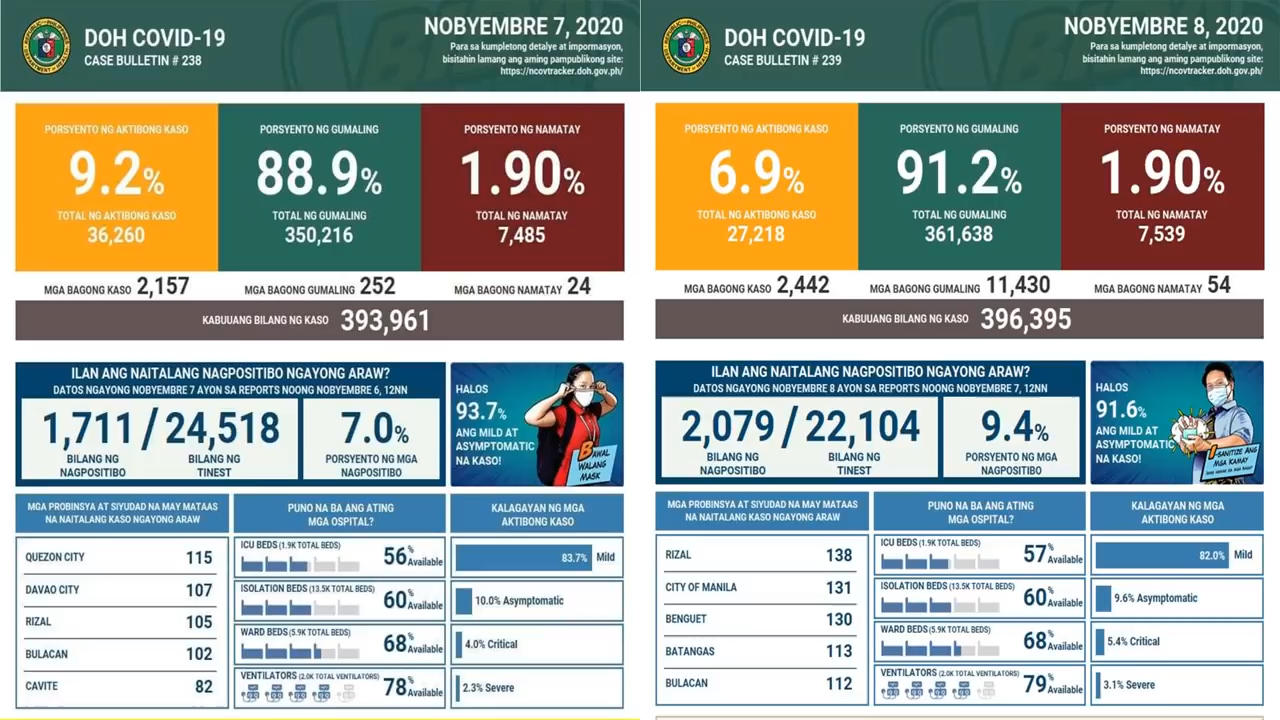 DOH COVID-19
CASE BULLETIN # 238
NOBYEMBRE 7, 2020
Para sa kumpletong detalye at impormasyon,
bisitahin lamang ang aming pampublikong site:
https://ncovtracker.doh.gov.ph/
PORSYENTO NG AKTIBONG KASO
9.2%
TOTAL NG AKTIBONG KASO
36,260
PORSYENTO NG GUMALING
88.9%
TOTAL NG GUMALING
350,216
PORSYENTO NG NAMATAY
1.90%
TOTAL NG NAMATAY
7,485
MGA BAGONG KASO 2,157
MGA BAGONG GUMALING 252
MGA BAGONG NAMATAY 24
KABUUANG BILANG NG KASO 393,961
ILAN ANG NAITALANG NAGPOSITIBO NGAYONG ARAW?
DATOS NGAYONG NOBYEMBRE 7 AYON SA REPORTS NOONG NOBYEMBRE 6, 12NN
1,711 / 24,518
BILANG NG NAGPOSITIBO
BILANG NG TINEST
7.0%
PORSYENTO NG MGA NAGPOSITIBO
HALOS
93.7%
ANG MILD AT
ASYMPTOMATIC
NA KASO!
BAWAL
WALANG
MASK
MGA PROBINSYA AT SIYUDAD NA MAY MATAAS
NA NAITALANG KASO NGAYONG ARAW
QUEZON CITY 115
DAVAO CITY 107
RIZAL 105
BULACAN 102
CAVITE 82
PUNO NA BA ANG ATING
MGA OSPITAL?
ICU BEDS (1.9K TOTAL BEDS)
56% Available
ISOLATION BEDS (13.5K TOTAL BEDS)
60% Available
WARD BEDS (5.9K TOTAL BEDS)
68% Available
VENTILATORS (2.0K TOTAL VENTILATORS)
78% Available
KALAGAYAN NG MGA
AKTIBONG KASO
83.7% Mild
10.0% Asymptomatic
4.0% Critical
2.3% Severe
DOH COVID-19
CASE BULLETIN # 239
NOBYEMBRE 8, 2020
Para sa kumpletong detalye at impormasyon,
bisitahin lamang ang aming pampublikong site:
https://ncovtracker.doh.gov.ph/
PORSYENTO NG AKTIBONG KASO
6.9%
TOTAL NG AKTIBONG KASO
27,218
PORSYENTO NG GUMALING
91.2%
TOTAL NG GUMALING
361,638
PORSYENTO NG NAMATAY
1.90%
TOTAL NG NAMATAY
7,539
MGA BAGONG KASO 2,442
MGA BAGONG GUMALING 11,430
MGA BAGONG NAMATAY 54
KABUUANG BILANG NG KASO 396,395
ILAN ANG NAITALANG NAGPOSITIBO NGAYONG ARAW?
DATOS NGAYONG NOBYEMBRE 8 AYON SA REPORTS NOONG NOBYEMBRE 7, 12NN
2,079 / 22,104
BILANG NG NAGPOSITIBO
BILANG NG TINEST
9.4%
PORSYENTO NG MGA NAGPOSITIBO
HALOS
91.6%
ANG MILD AT
ASYMPTOMATIC
NA KASO!
I-SANITIZE ANG
MGA KAMAY
MGA PROBINSYA AT SIYUDAD NA MAY MATAAS
NA NAITALANG KASO NGAYONG ARAW
RIZAL 138
CITY OF MANILA 131
BENGUET 130
BATANGAS 113
BULACAN 112
PUNO NA BA ANG ATING
MGA OSPITAL?
ICU BEDS (1.9K TOTAL BEDS)
57% Available
ISOLATION BEDS (13.5K TOTAL BEDS)
60% Available
WARD BEDS (5.9K TOTAL BEDS)
68% Available
VENTILATORS (2.0K TOTAL VENTILATORS)
79% Available
KALAGAYAN NG MGA
AKTIBONG KASO
82.0% Mild
9.6% Asymptomatic
5.4% Critical
3.1% Severe